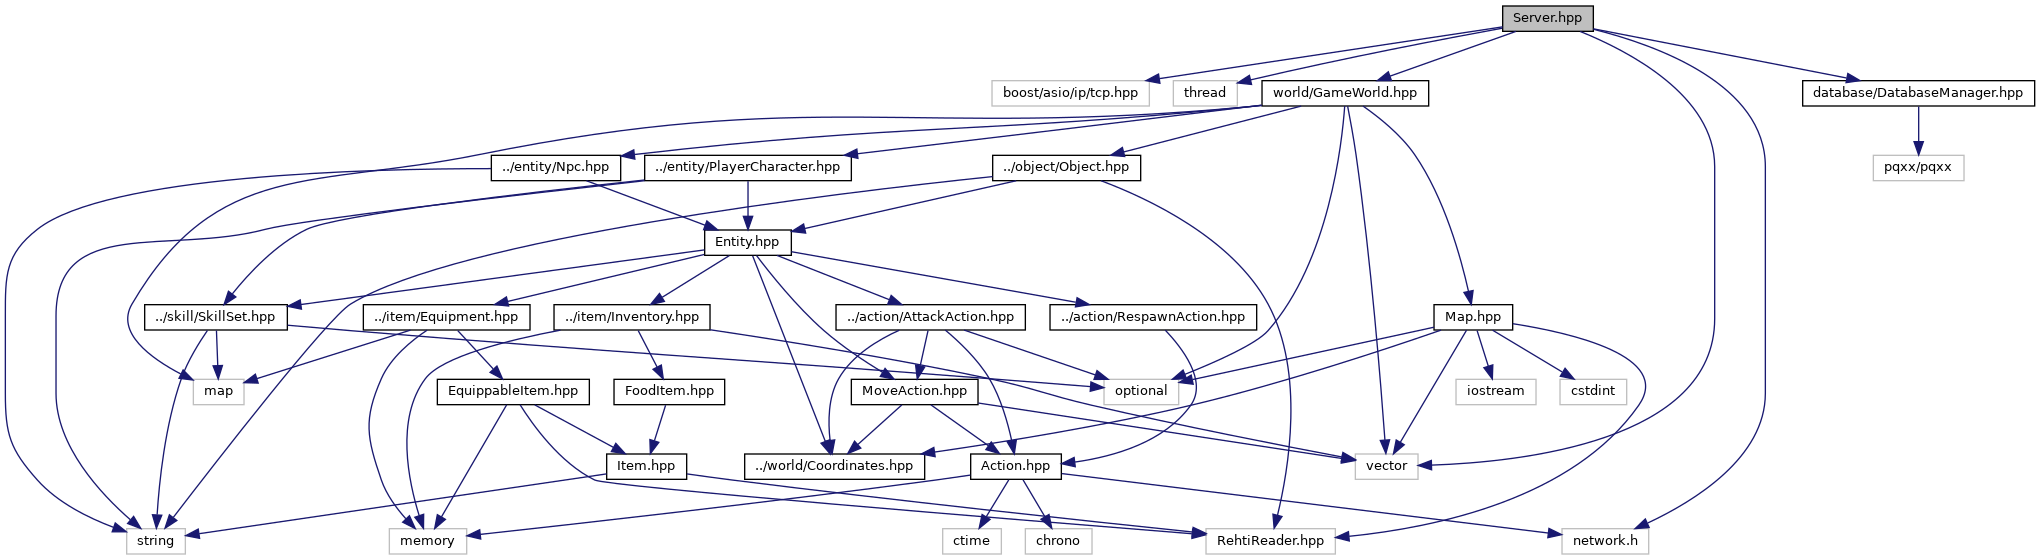 Server.hpp
boost/asio/ip/tcp.hpp
thread
world/GameWorld.hpp
database/DatabaseManager.hpp
../entity/Npc.hpp
../entity/PlayerCharacter.hpp
../object/Object.hpp
pqxx/pqxx
Entity.hpp
../skill/SkillSet.hpp
../item/Equipment.hpp
../item/Inventory.hpp
../action/AttackAction.hpp
../action/RespawnAction.hpp
Map.hpp
map
EquippableItem.hpp
FoodItem.hpp
MoveAction.hpp
optional
iostream
cstdint
Item.hpp
../world/Coordinates.hpp
Action.hpp
vector
string
memory
ctime
chrono
RehtiReader.hpp
network.h